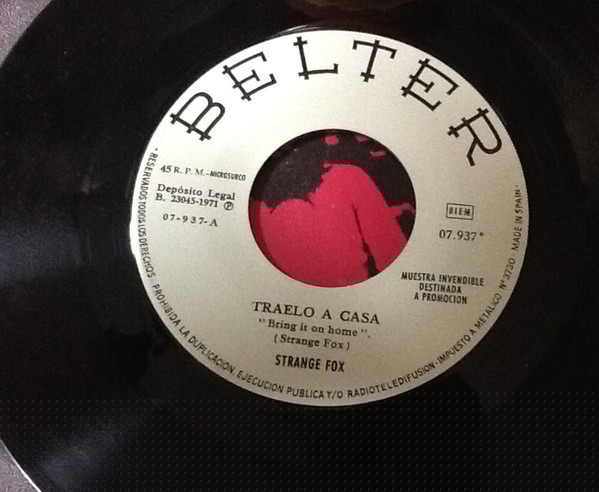 BELTER
45 R. P. M.-MICROSURCO
Depósito Legal
B. 23045-1971 Ⓟ
07-937-A
BIEM
07.937*
MUESTRA INVENDIBLE
DESTINADA
A PROMOCION
TRAELO A CASA
"Bring it on home".
(Strange Fox)
STRANGE FOX
•RESERVADOS TODOS LOS DERECHOS· PROHIBIDA LA DUPLICACION, EJECUCION PUBLICA Y/O RADIOTELEDIFUSION-IMPUESTO A METALICO Nº 3730 · MADE IN SPAIN·